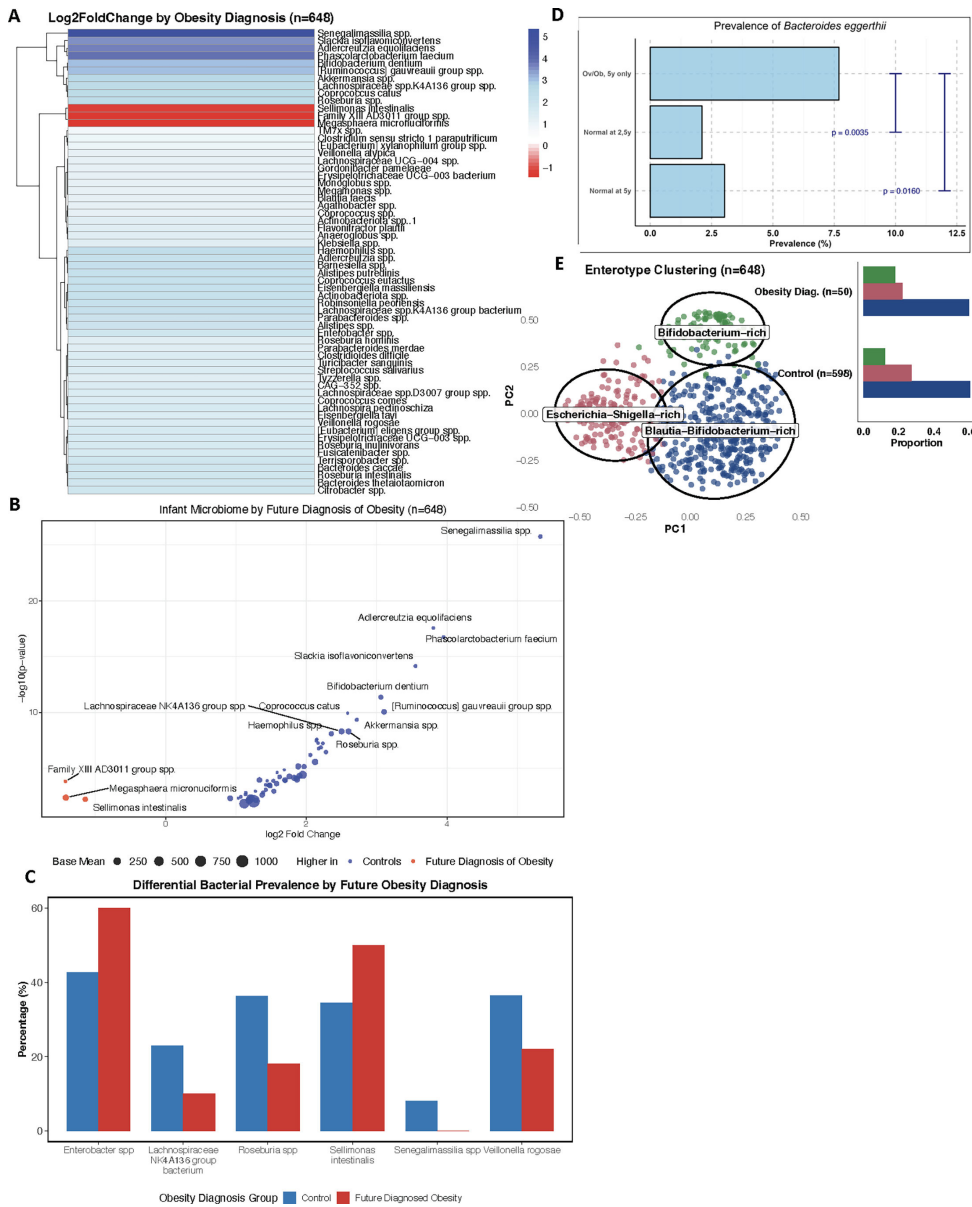 A
Log2FoldChange by Obesity Diagnosis (n=648)
Senegalimassilia spp.
Slackia isoflavoniconvertens
Adlercreutzia equolifaciens
Phascolarctobacterium faecium
Bifidobacterium dentium
[Ruminococcus] gauvreauii group spp.
Akkermansia spp.
Lachnospiraceae spp.K4A136 group spp.
Coprococcus catus
Roseburia spp.
Sellimonas intestinalis
Family XIII AD3011 group spp.
Megasphaera micronuciformis
TM7x spp.
Clostridium sensu stricto 1 paraputrificum
[Eubacterium] xylanophilum group spp.
Veillonella atypica
Lachnospiraceae UCG-004 spp.
Gordonibacter pamelaeae
Erysipelotrichaceae UCG-003 bacterium
Monoglobus spp.
Megamonas spp.
Blautia faecis
Agathobacter spp.
Coprococcus spp.
Actinobacteria spp..1
Flavonifractor plautii
Anaeroglobus spp.
Klebsiella spp.
Haemophilus spp.
Adlercreutzia spp.
Barnesiella spp.
Alistipes putredinis
Coprococcus eutactus
Eisenbergiella massiliensis
Actinobacteriota spp.
Robinsoniella peoriensis
Lachnospiraceae spp.K4A136 group bacterium
Parabacteroides spp.
Alistipes spp.
Enterobacter spp.
Roseburia hominis
Parabacteroides merdae
Clostridioides difficile
Turicibacter sanguinis
Streptococcus salivarius
Tyzzerella spp.
CAG-352 spp.
Lachnospiraceae spp.D3007 group spp.
Coprococcus comes
Lachnospira pectinoschiza
Eisenbergiella tayi
Veillonella rogosae
[Eubacterium] eligens group spp.
Erysipelotrichaceae UCG-003 spp.
Roseburia inulinivorans
Fusicatenibacter spp.
Terrisporobacter spp.
Bacteroides caccae
Roseburia intestinalis
Bacteroides thetaiotaomicron
Citrobacter spp.
5
4
3
2
1
0
−1
B
Infant Microbiome by Future Diagnosis of Obesity (n=648)
−log10(p−value)
20
10
Senegalimassilia spp.
Adlercreutzia equolifaciens
Phascolarctobacterium faecium
Slackia isoflavoniconvertens
Bifidobacterium dentium
Lachnospiraceae NK4A136 group spp.
Coprococcus catus
[Ruminococcus] gauvreauii group spp.
Haemophilus spp.
Akkermansia spp.
Roseburia spp.
Family XIII AD3011 group spp.
Megasphaera micronuciformis
Sellimonas intestinalis
0 2 4
log2 Fold Change
Base Mean 250 500 750 1000 Higher in Controls Future Diagnosis of Obesity
C
Differential Bacterial Prevalence by Future Obesity Diagnosis
Percentage (%)
60
40
20
0
Enterobacter spp
Lachnospiraceae
NK4A136 group
bacterium
Roseburia spp
Sellimonas
intestinalis
Senegalimassilia spp
Veillonella rogosae
Obesity Diagnosis Group Control Future Diagnosed Obesity
D
Prevalence of Bacteroides eggerthii
Ov/Ob, 5y only
Normal at 2,5y
Normal at 5y
p = 0.0035
p = 0.0160
0.0 2.5 5.0 7.5 10.0 12.5
Prevalence (%)
E
Enterotype Clustering (n=648)
PC2
0.50
0.25
0.00
−0.25
−0.50
Bifidobacterium−rich
Escherichia−Shigella−rich
Blautia−Bifidobacterium−rich
−0.50 −0.25 0.00 0.25 0.50
PC1
Obesity Diag. (n=50)
Control (n=598)
0.0 0.2 0.4 0.6
Proportion